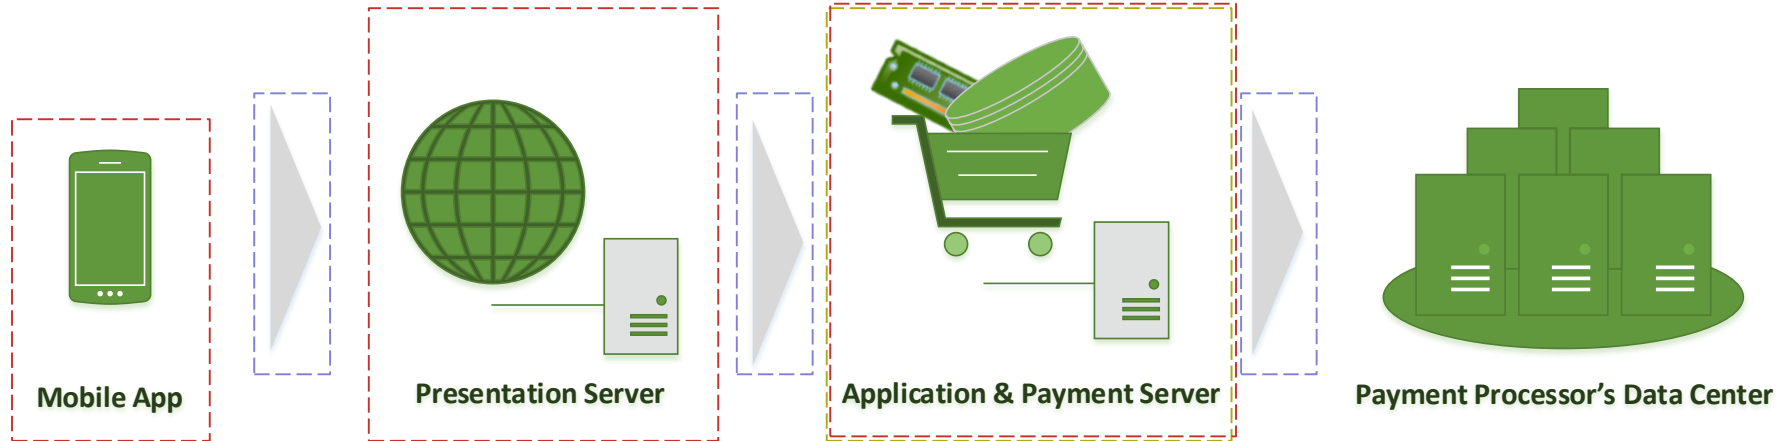 Mobile App
Presentation Server
Application & Payment Server
Payment Processor's Data Center